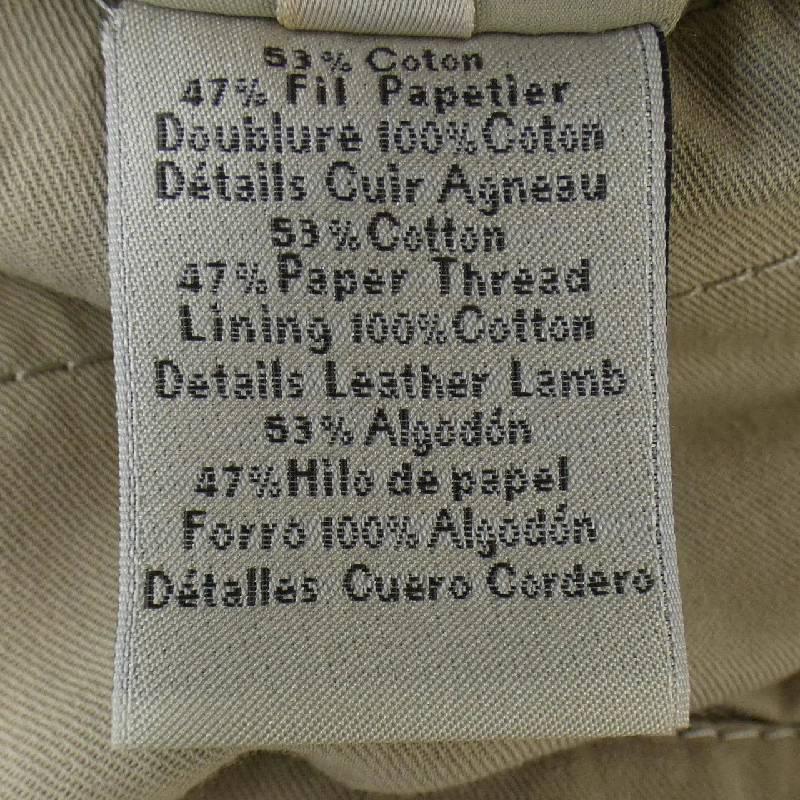 53% Coton
47% Fil Papetier
Doublure 100% Coton
Détails Cuir Agneau
53% Cotton
47% Paper Thread
Lining 100% Cotton
Details Leather Lamb
53% Algodón
47% Hilo de papel
Forro 100% Algodón
Détalles Cuero Cordero